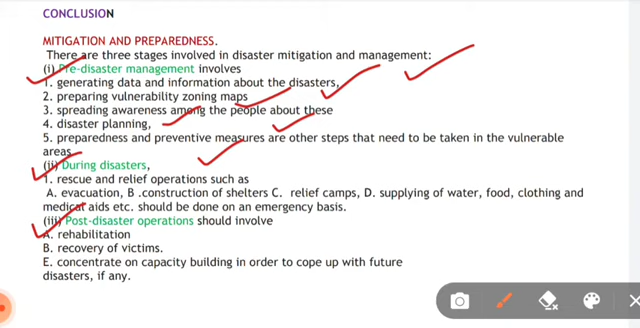 CONCLUSION
MITIGATION AND PREPAREDNESS.
There are three stages involved in disaster mitigation and management:
(i) Pre-disaster management involves
1. generating data and information about the disasters,
2. preparing vulnerability zoning maps
3. spreading awareness among the people about these
4. disaster planning,
5. preparedness and preventive measures are other steps that need to be taken in the vulnerable
areas
(ii) During disasters,
1. rescue and relief operations such as
A. evacuation, B .construction of shelters C. relief camps, D. supplying of water, food, clothing and
medical aids etc. should be done on an emergency basis.
(iii) Post-disaster operations should involve
A. rehabilitation
B. recovery of victims.
E. concentrate on capacity building in order to cope up with future
disasters, if any.